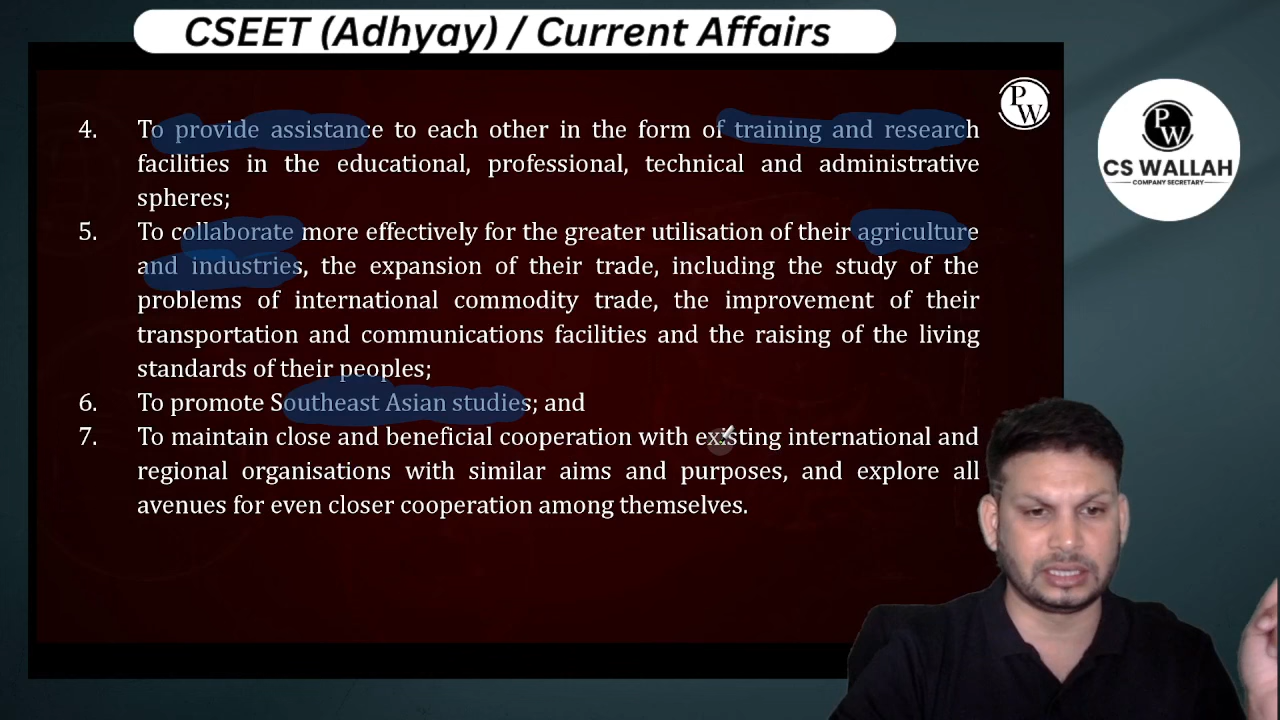 CSEET (Adhyay) / Current Affairs
PW
PW
CS WALLAH
COMPANY SECRETARY
4. To provide assistance to each other in the form of training and research
facilities in the educational, professional, technical and administrative
spheres;
5. To collaborate more effectively for the greater utilisation of their agriculture
and industries, the expansion of their trade, including the study of the
problems of international commodity trade, the improvement of their
transportation and communications facilities and the raising of the living
standards of their peoples;
6. To promote Southeast Asian studies; and
7. To maintain close and beneficial cooperation with existing international and
regional organisations with similar aims and purposes, and explore all
avenues for even closer cooperation among themselves.